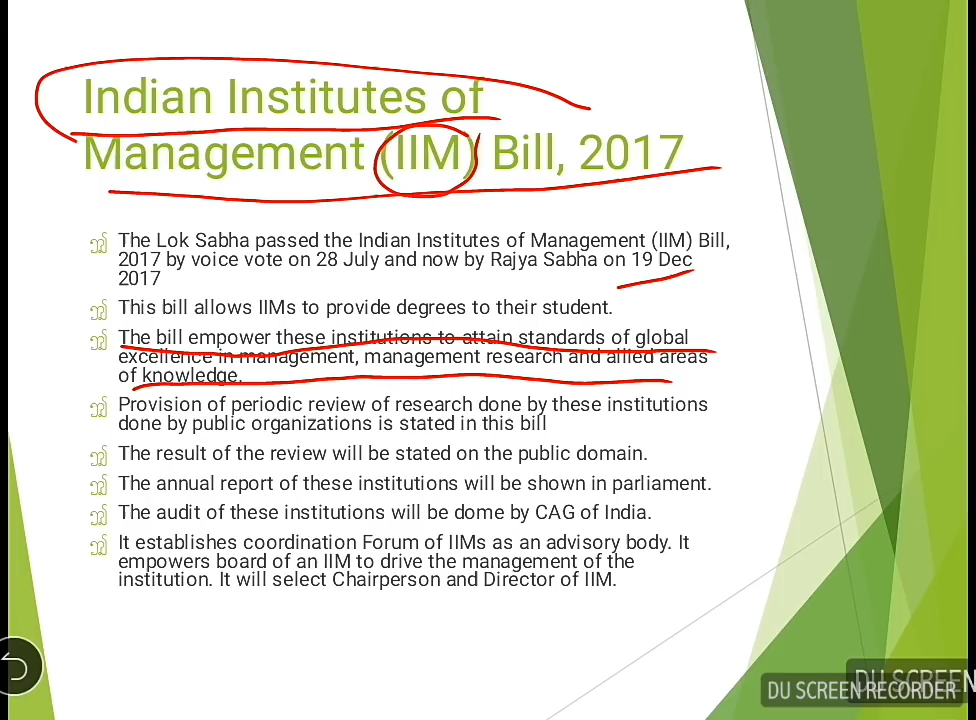 Indian Institutes of
Management (IIM) Bill, 2017
The Lok Sabha passed the Indian Institutes of Management (IIM) Bill,
2017 by voice vote on 28 July and now by Rajya Sabha on 19 Dec
2017
This bill allows IIMs to provide degrees to their student.
The bill empower these institutions to attain standards of global
excellence in management, management research and allied areas
of knowledge.
Provision of periodic review of research done by these institutions
done by public organizations is stated in this bill
The result of the review will be stated on the public domain.
The annual report of these institutions will be shown in parliament.
The audit of these institutions will be dome by CAG of India.
It establishes coordination Forum of IIMs as an advisory body. It
empowers board of an IIM to drive the management of the
institution. It will select Chairperson and Director of IIM.
DU SCREEN
DU SCREEN RECORDER